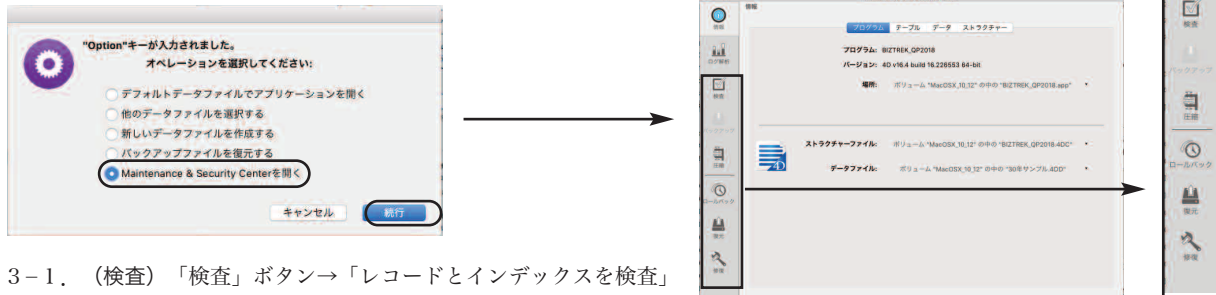 "Option"キーが入力されました。
オペレーションを選択してください:
デフォルトデータファイルでアプリケーションを開く
他のデータファイルを選択する
新しいデータファイルを作成する
バックアップファイルを復元する
Maintenance & Security Centerを開く
キャンセル
続行
3−1．（検査）「検査」ボタン→「レコードとインデックスを検査」
情報
情報
ログ解析
検査
バックアップ
圧縮
ロールバック
復元
修復
プログラム
テーブル
データ
ストラクチャー
プログラム: BIZTREK_QP2018
バージョン: 4D v16.4 build 16.226553 64-bit
場所: ボリューム "MacOSX_10_12" の中の "BIZTREK_QP2018.app"
ストラクチャーファイル: ボリューム "MacOSX_10_12" の中の "BIZTREK_QP2018.4DC"
データファイル: ボリューム "MacOSX_10_12" の中の "50年サンプル.4DD"
4D
検査
バックアップ
圧縮
ロールバック
復元
修復